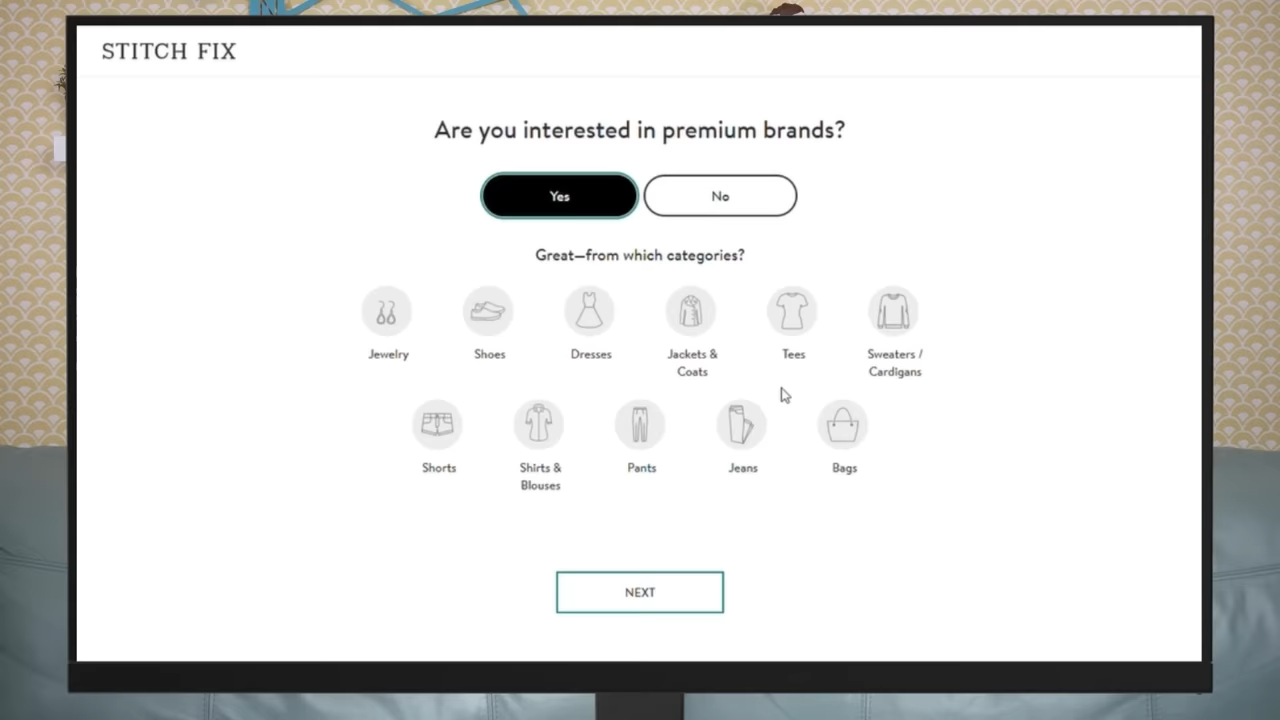 STITCH FIX
Are you interested in premium brands?
Yes
No
Great—from which categories?
Jewelry
Shoes
Dresses
Jackets &
Coats
Tees
Sweaters /
Cardigans
Shorts
Shirts &
Blouses
Pants
Jeans
Bags
NEXT